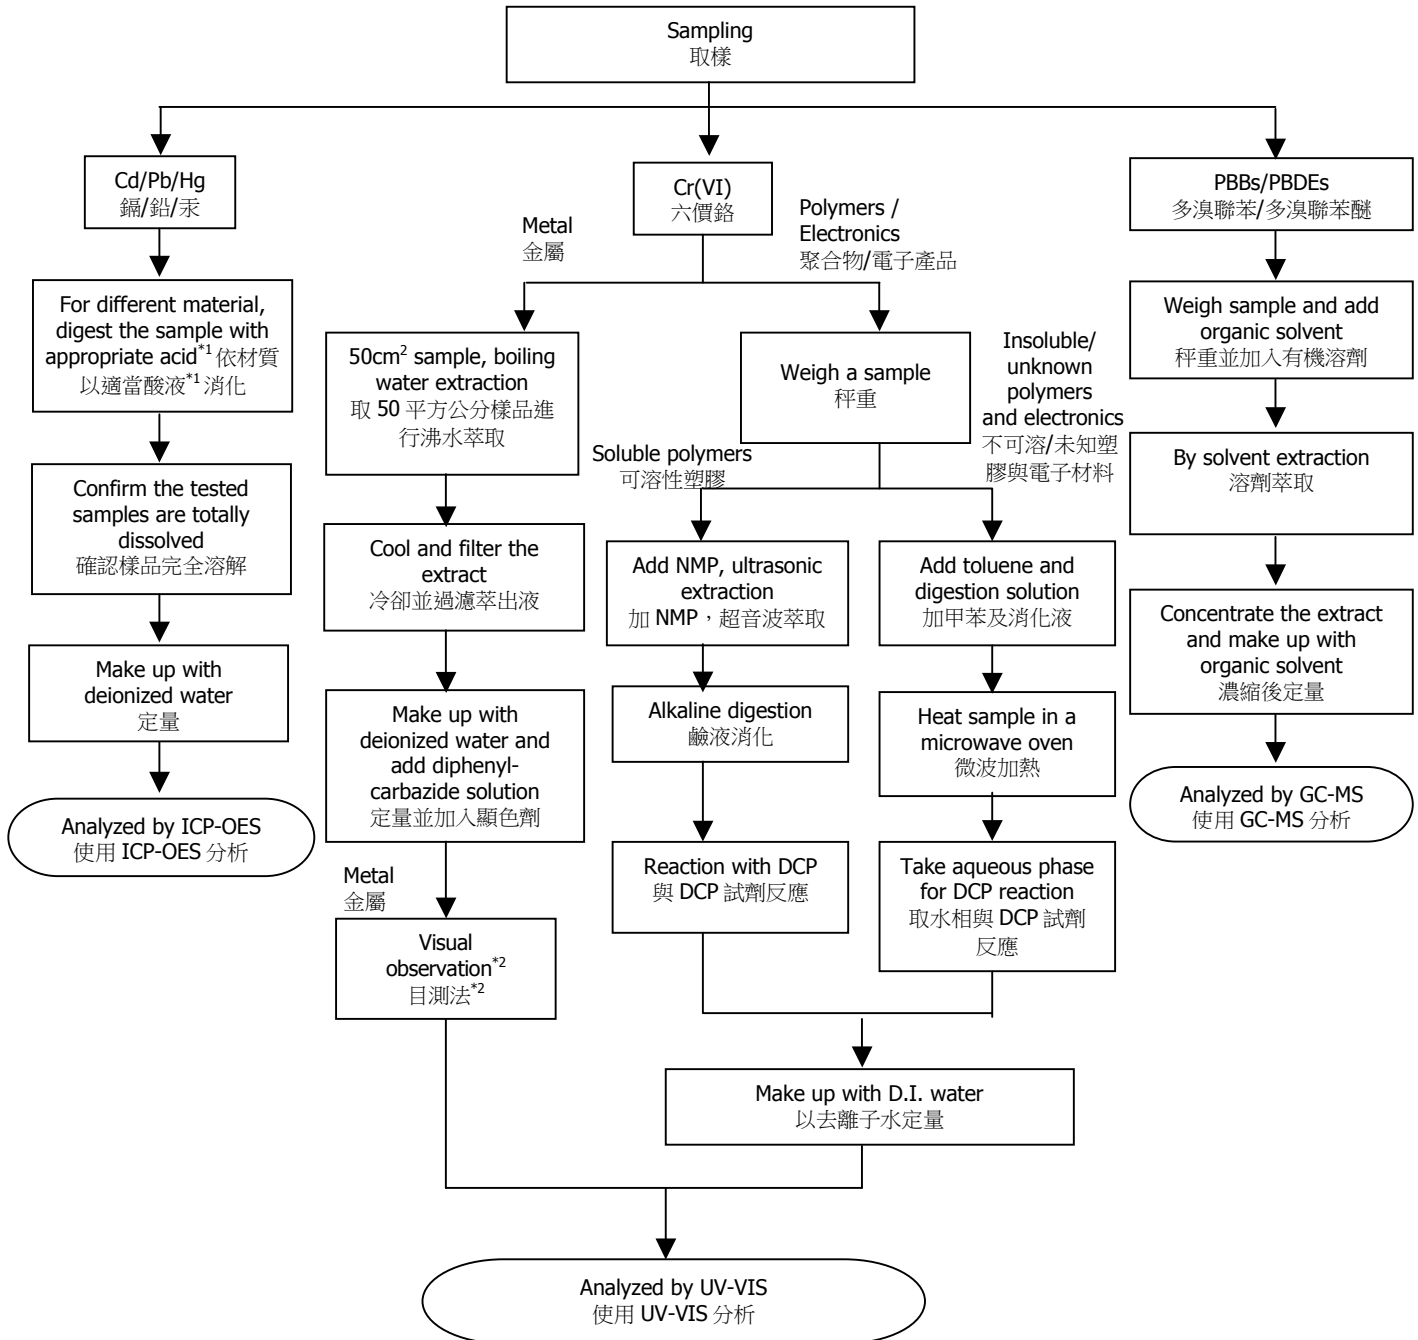 Sampling
取樣
Cd/Pb/Hg
鎘/鉛/汞
For different material,
digest the sample with
appropriate acid*1 依材質
以適當酸液*1 消化
Confirm the tested
samples are totally
dissolved
確認樣品完全溶解
Make up with
deionized water
定量
Analyzed by ICP-OES
使用 ICP-OES 分析
Cr(VI)
六價鉻
Metal
金屬
Polymers /
Electronics
聚合物/電子產品
50cm2 sample, boiling
water extraction
取 50 平方公分樣品進
行沸水萃取
Cool and filter the
extract
冷卻並過濾萃出液
Make up with
deionized water and
add diphenyl-
carbazide solution
定量並加入顯色劑
Metal
金屬
Visual
observation*2
目測法*2
Weigh a sample
秤重
Soluble polymers
可溶性塑膠
Insoluble/
unknown
polymers
and electronics
不可溶/未知塑
膠與電子材料
Add NMP, ultrasonic
extraction
加 NMP，超音波萃取
Alkaline digestion
鹼液消化
Reaction with DCP
與 DCP 試劑反應
Add toluene and
digestion solution
加甲苯及消化液
Heat sample in a
microwave oven
微波加熱
Take aqueous phase
for DCP reaction
取水相與 DCP 試劑
反應
Make up with D.I. water
以去離子水定量
Analyzed by UV-VIS
使用 UV-VIS 分析
PBBs/PBDEs
多溴聯苯/多溴聯苯醚
Weigh sample and add
organic solvent
秤重並加入有機溶劑
By solvent extraction
溶劑萃取
Concentrate the extract
and make up with
organic solvent
濃縮後定量
Analyzed by GC-MS
使用 GC-MS 分析